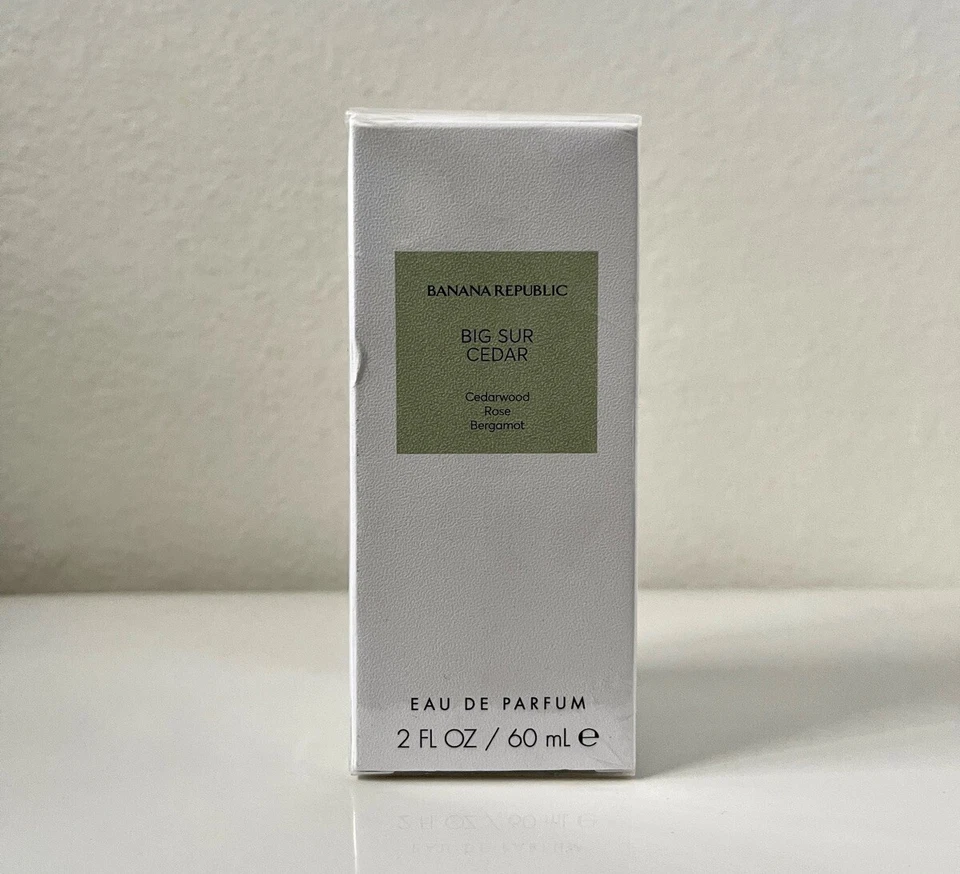 BANANA REPUBLIC
BIG SUR
CEDAR
Cedarwood
Rose
Bergamot
EAU DE PARFUM
2 FL OZ / 60 mL ℮